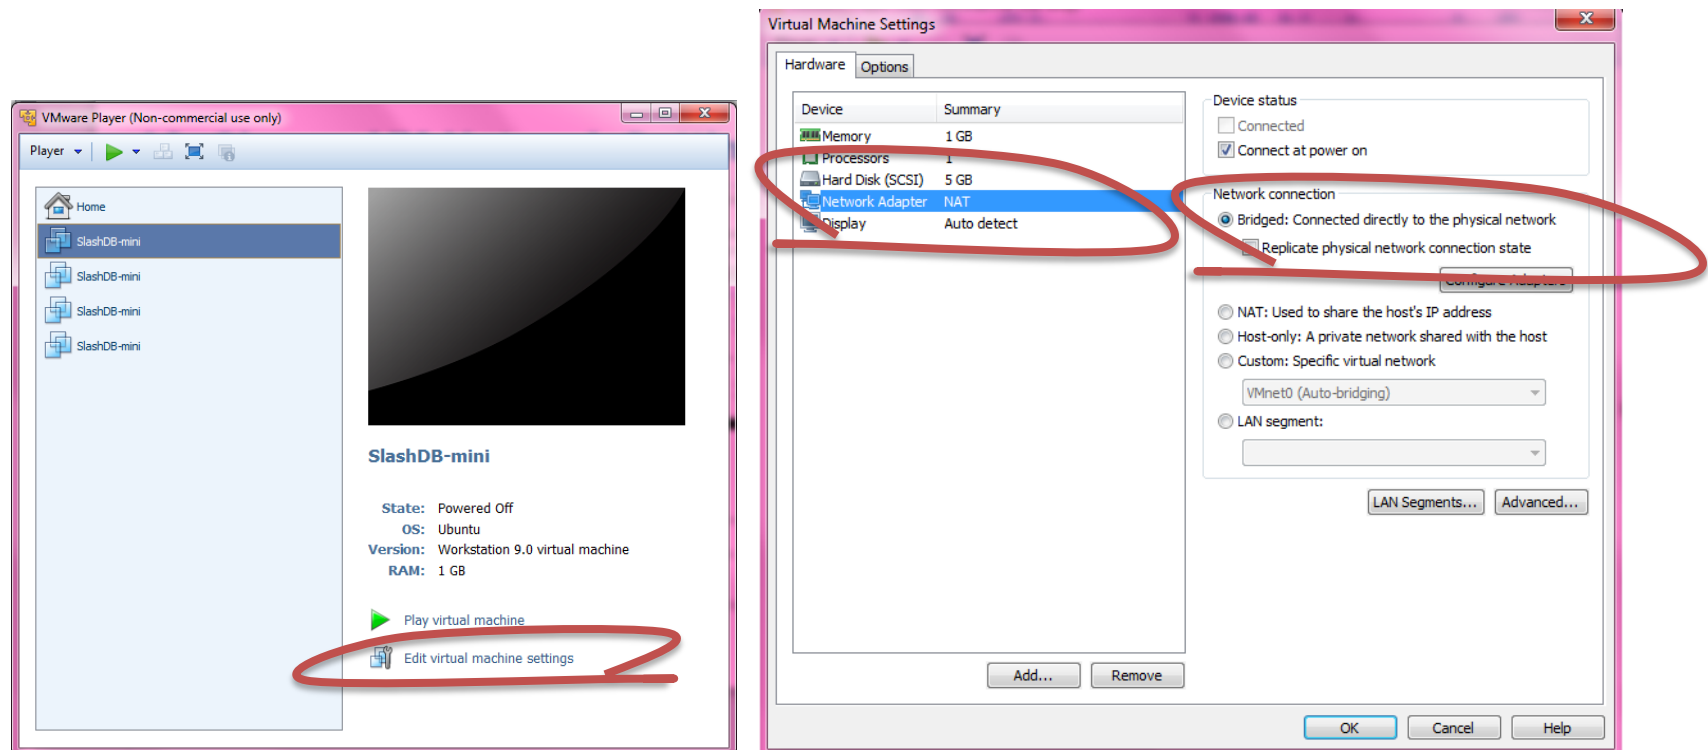 VMware Player (Non-commercial use only)
Player
Home
SlashDB-mini
SlashDB-mini
SlashDB-mini
SlashDB-mini
SlashDB-mini
State: Powered Off
OS: Ubuntu
Version: Workstation 9.0 virtual machine
RAM: 1 GB
Play virtual machine
Edit virtual machine settings
Virtual Machine Settings
Hardware Options
Device Summary
Memory 1 GB
Processors 1
Hard Disk (SCSI) 5 GB
Network Adapter NAT
Display Auto detect
Add... Remove
Device status
Connected
Connect at power on
Network connection
Bridged: Connected directly to the physical network
Replicate physical network connection state
Configure Adapters
NAT: Used to share the host's IP address
Host-only: A private network shared with the host
Custom: Specific virtual network
VMnet0 (Auto-bridging)
LAN segment:
LAN Segments... Advanced...
OK Cancel Help